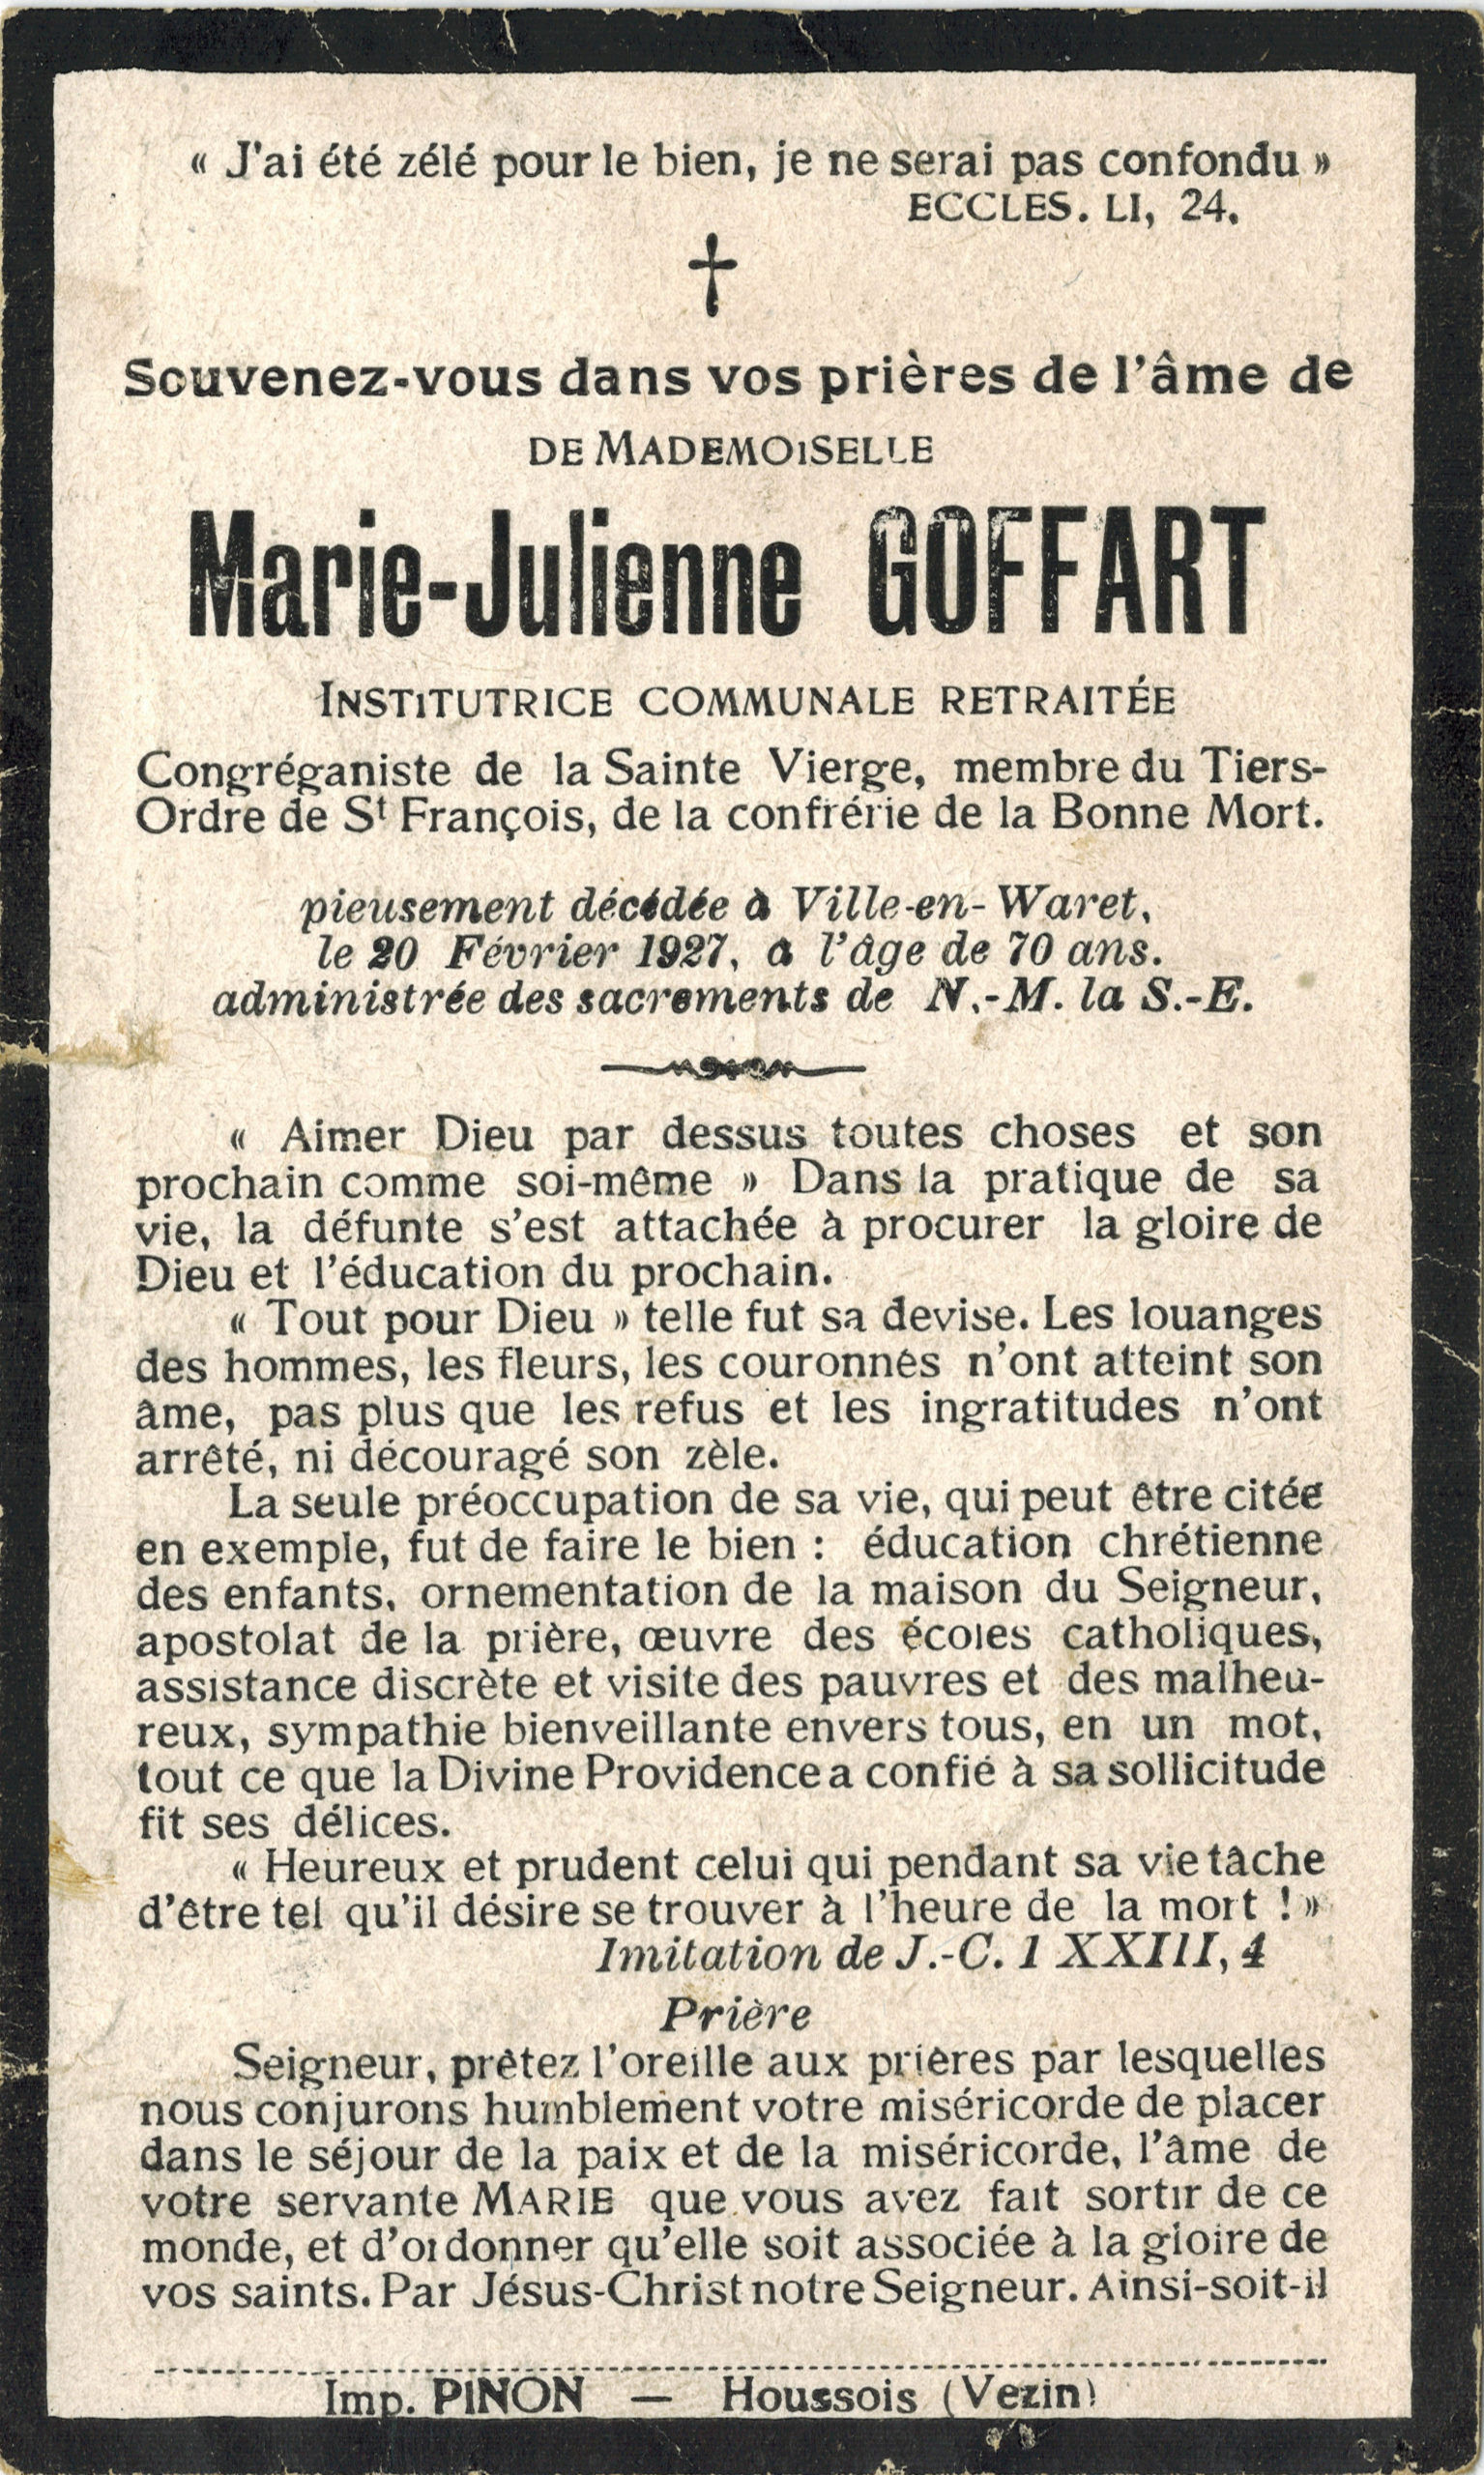 « J'ai été zélé pour le bien, je ne serai pas confondu »
ECCLES. LI, 24.
Souvenez-vous dans vos prières de l'âme de
DE MADEMOISELLE
Marie-Julienne GOFFART
INSTITUTRICE COMMUNALE RETRAITÉE
Congréganiste de la Sainte Vierge, membre du Tiers-
Ordre de St François, de la confrérie de la Bonne Mort.
pieusement décédée à Ville-en-Waret,
le 20 Février 1927, à l'âge de 70 ans.
administrée des sacrements de N.-M. la S.-E.
« Aimer Dieu par dessus toutes choses et son
prochain comme soi-même » Dans la pratique de sa
vie, la défunte s'est attachée à procurer la gloire de
Dieu et l'éducation du prochain.
« Tout pour Dieu » telle fut sa devise. Les louanges
des hommes, les fleurs, les couronnes n'ont atteint son
âme, pas plus que les refus et les ingratitudes n'ont
arrêté, ni découragé son zèle.
La seule préoccupation de sa vie, qui peut être citée
en exemple, fut de faire le bien : éducation chrétienne
des enfants, ornementation de la maison du Seigneur,
apostolat de la prière, œuvre des écoles catholiques,
assistance discrète et visite des pauvres et des malheu-
reux, sympathie bienveillante envers tous, en un mot,
tout ce que la Divine Providence a confié à sa sollicitude
fit ses délices.
« Heureux et prudent celui qui pendant sa vie tâche
d'être tel qu'il désire se trouver à l'heure de la mort ! »
Imitation de J.-C. 1 XXIII, 4
Prière
Seigneur, prêtez l'oreille aux prières par lesquelles
nous conjurons humblement votre miséricorde de placer
dans le séjour de la paix et de la miséricorde, l'âme de
votre servante MARIE que vous avez fait sortir de ce
monde, et d'ordonner qu'elle soit associée à la gloire de
vos saints. Par Jésus-Christ notre Seigneur. Ainsi-soit-il
Imp. PINON — Houssois (Vezin)